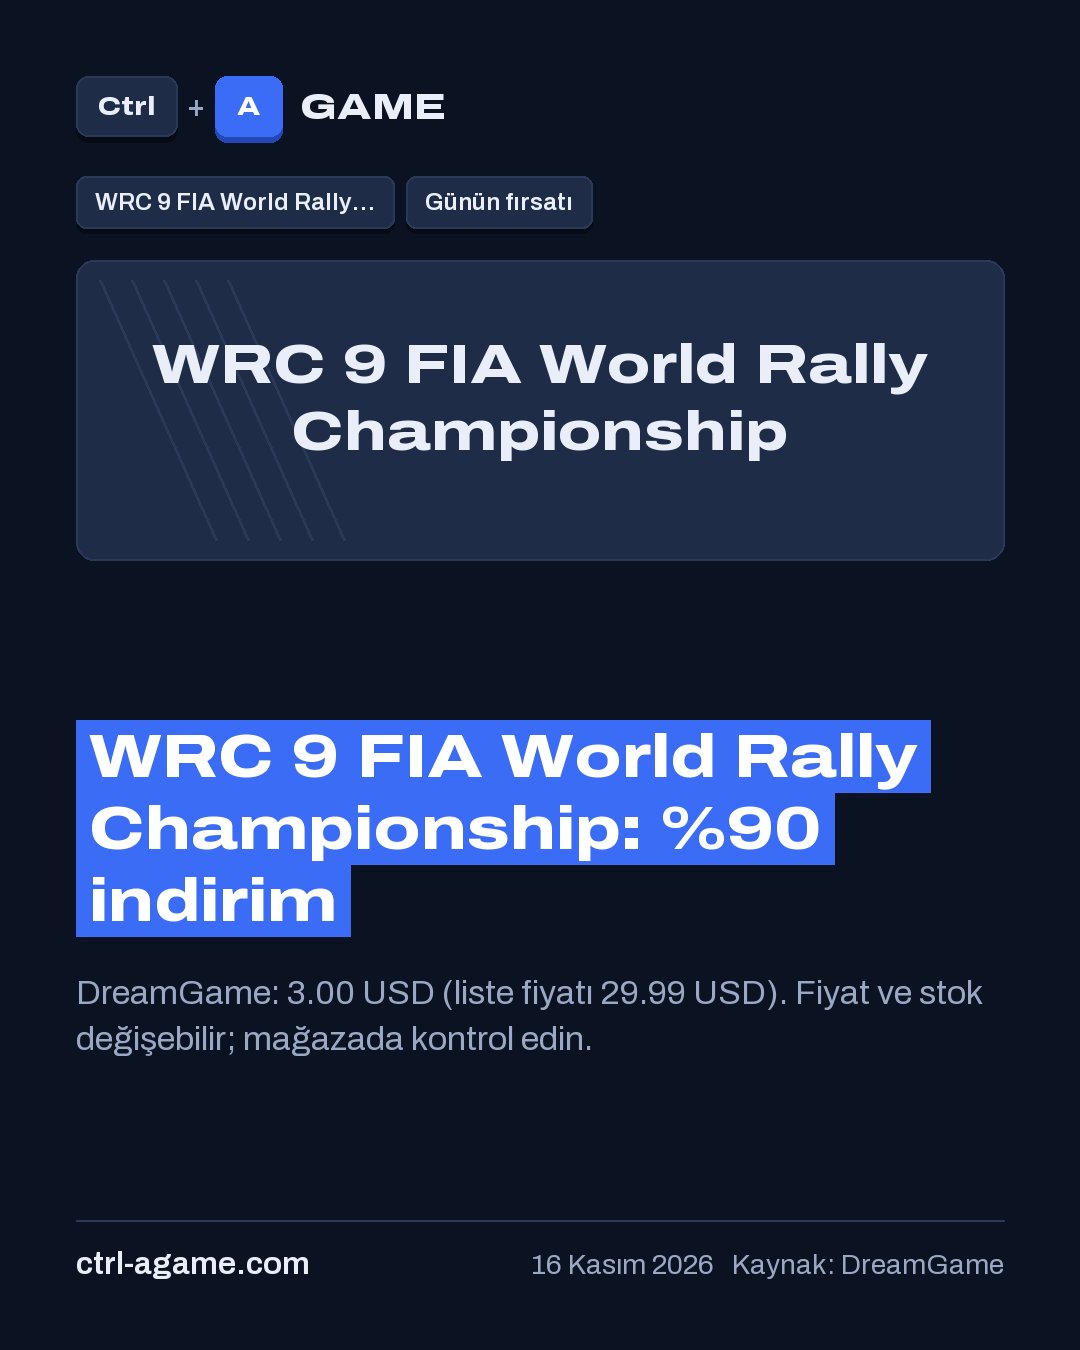 Ctrl + A GAME
WRC 9 FIA World Rally... Günün fırsatı
WRC 9 FIA World Rally
Championship
WRC 9 FIA World Rally
Championship: %90
indirim
DreamGame: 3.00 USD (liste fiyatı 29.99 USD). Fiyat ve stok
değişebilir; mağazada kontrol edin.
ctrl-agame.com 16 Kasım 2026 Kaynak: DreamGame